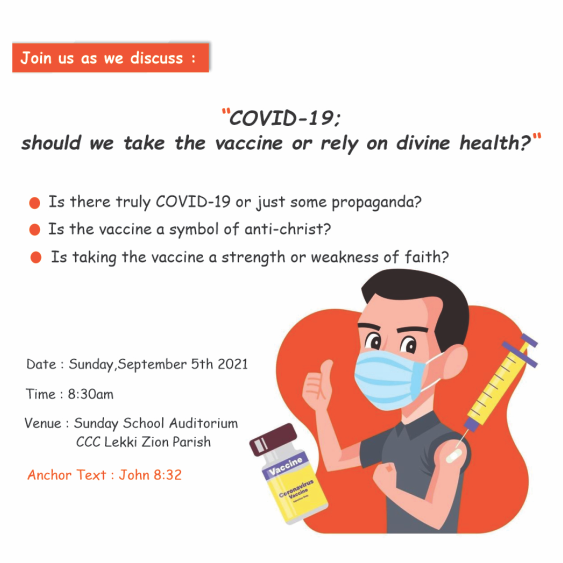 Join us as we discuss :
"COVID-19;
should we take the vaccine or rely on divine health?"
Is there truly COVID-19 or just some propaganda?
Is the vaccine a symbol of anti-christ?
Is taking the vaccine a strength or weakness of faith?
Date : Sunday,September 5th 2021
Time : 8:30am
Venue : Sunday School Auditorium
CCC Lekki Zion Parish
Anchor Text : John 8:32
Vaccine
Coronavirus
Vaccine